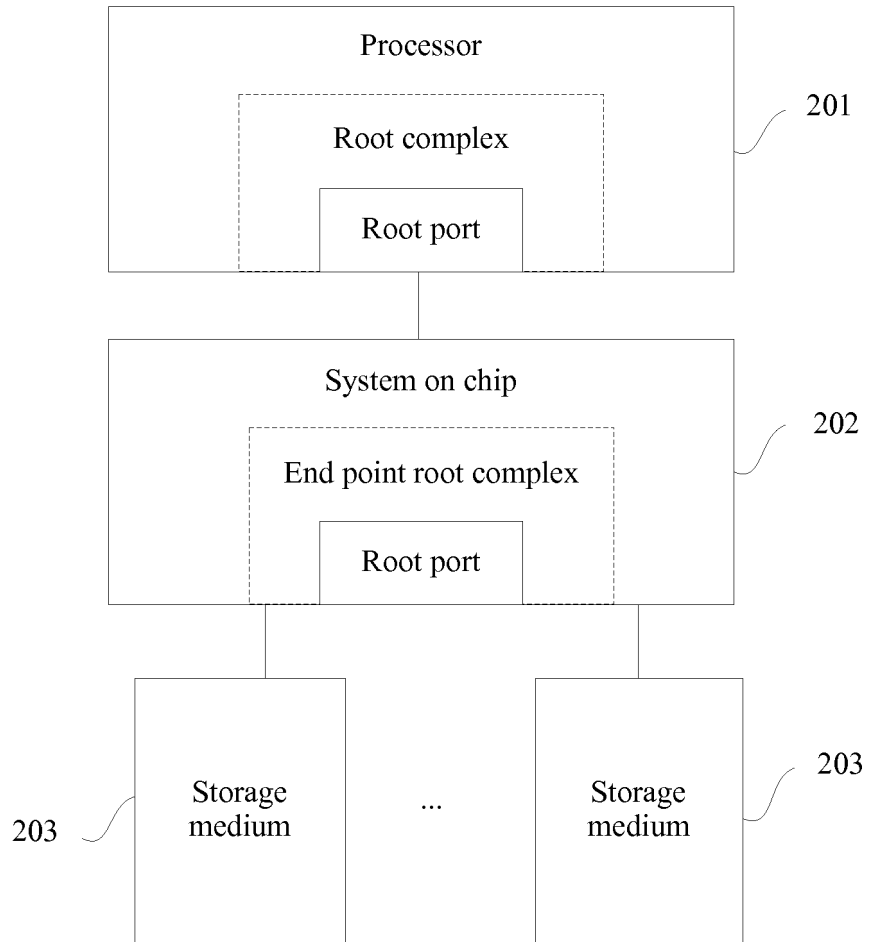 Processor
Root complex
Root port
201
System on chip
End point root complex
Root port
202
Storage
medium
...
Storage
medium
203
203